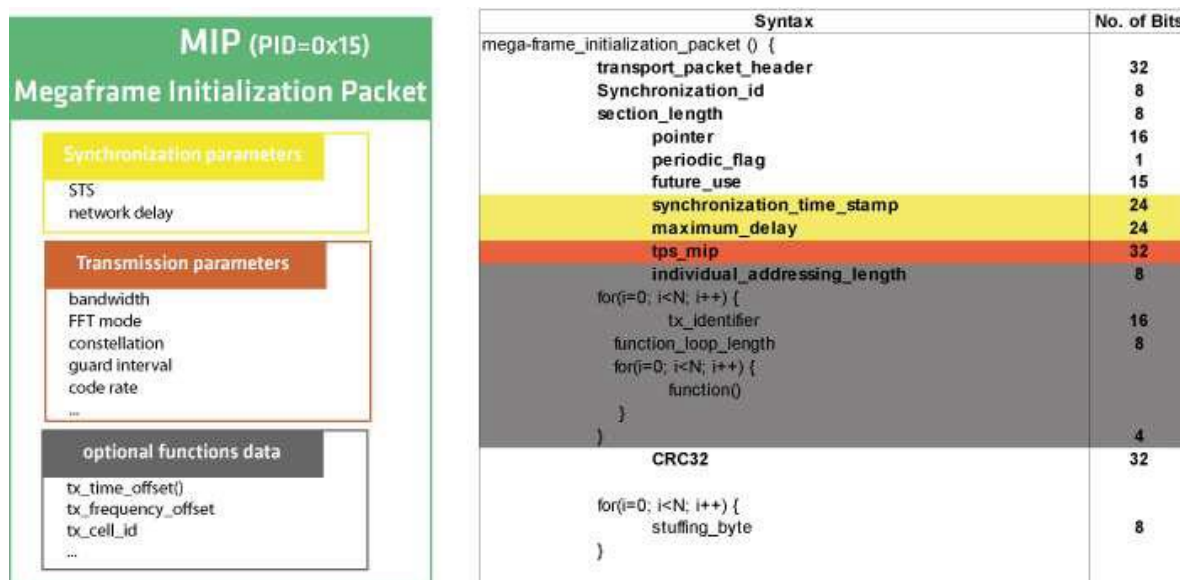 MIP (PID=0x15)
Megaframe Initialization Packet
Synchronization parameters
STS
network delay
Transmission parameters
bandwidth
FFT mode
constellation
guard interval
code rate
...
optional functions data
tx_time_offset()
tx_frequency_offset
tx_cell_id
...
Syntax No. of Bits
mega-frame_initialization_packet () {
transport_packet_header 32
Synchronization_id 8
section_length 8
pointer 16
periodic_flag 1
future_use 15
synchronization_time_stamp 24
maximum_delay 24
tps_mip 32
individual_addressing_length 8
for(i=0; i<N; i++) {
tx_identifier 16
function_loop_length 8
for(i=0; i<N; i++) {
function()
}
} 4
CRC32 32
for(i=0; i<N; i++) {
stuffing_byte 8
}